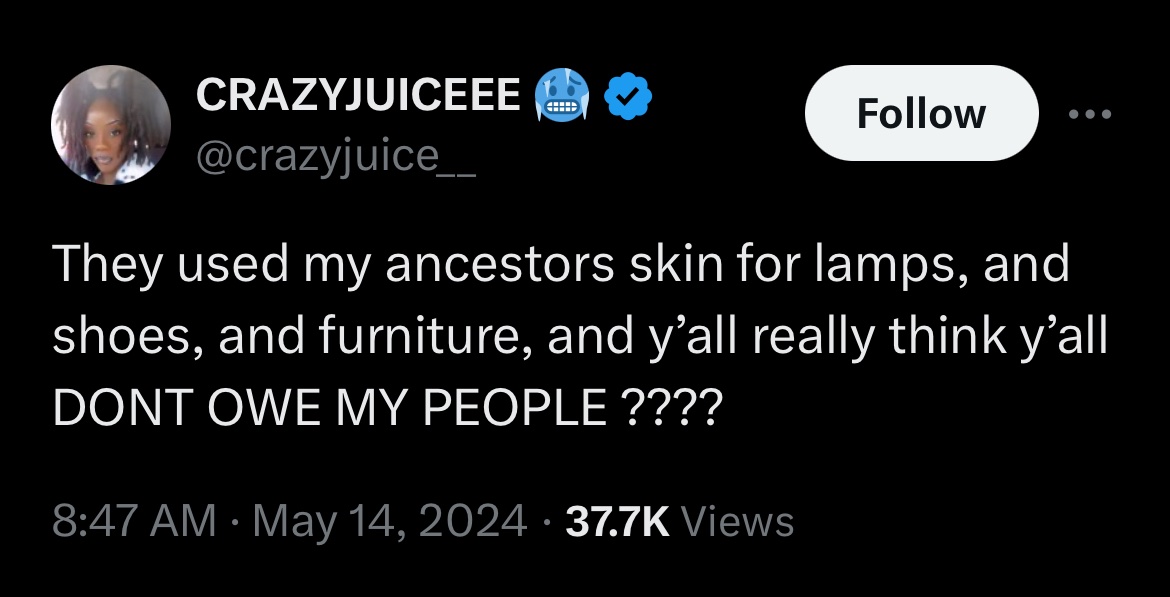 CRAZYJUICEEE 🥶
Follow
@crazyjuice__
They used my ancestors skin for lamps, and
shoes, and furniture, and y’all really think y’all
DONT OWE MY PEOPLE ????
8:47 AM · May 14, 2024 · 37.7K Views